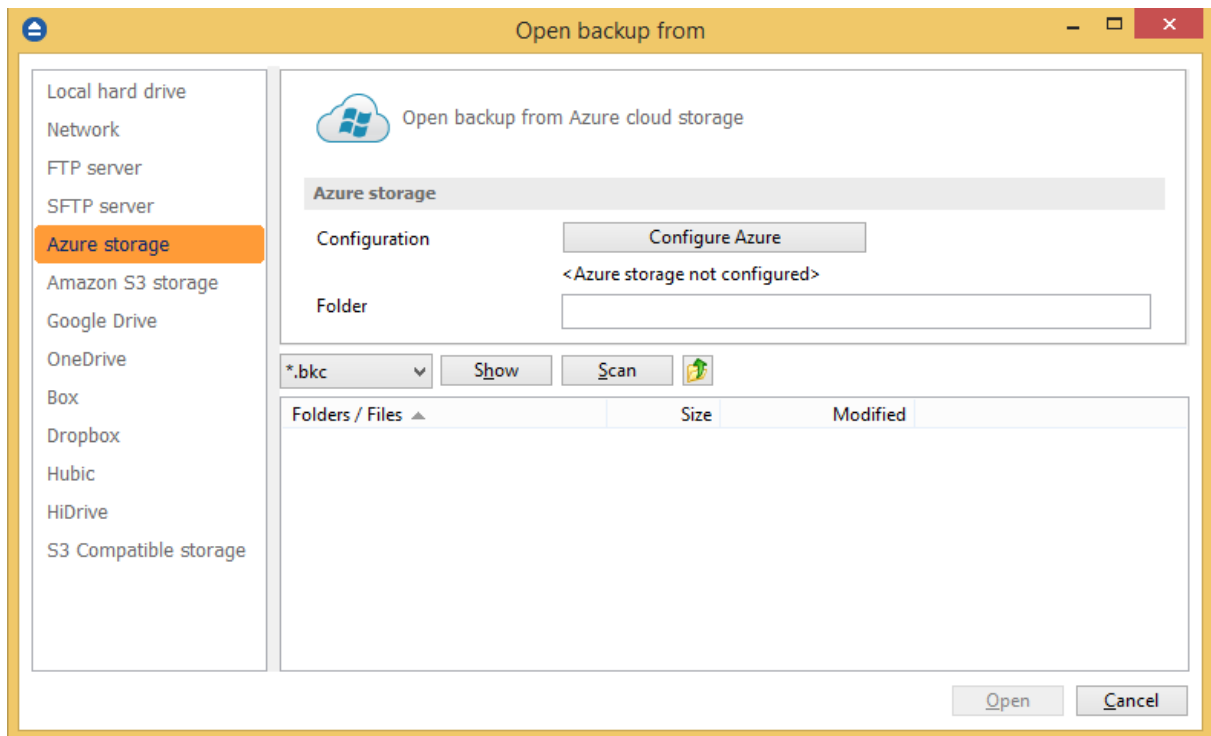 Open backup from
Local hard drive
Network
FTP server
SFTP server
Azure storage
Amazon S3 storage
Google Drive
OneDrive
Box
Dropbox
Hubic
HiDrive
S3 Compatible storage
Open backup from Azure cloud storage
Azure storage
Configuration Configure Azure
<Azure storage not configured>
Folder
*.bkc Show Scan
Folders / Files Size Modified
Open Cancel